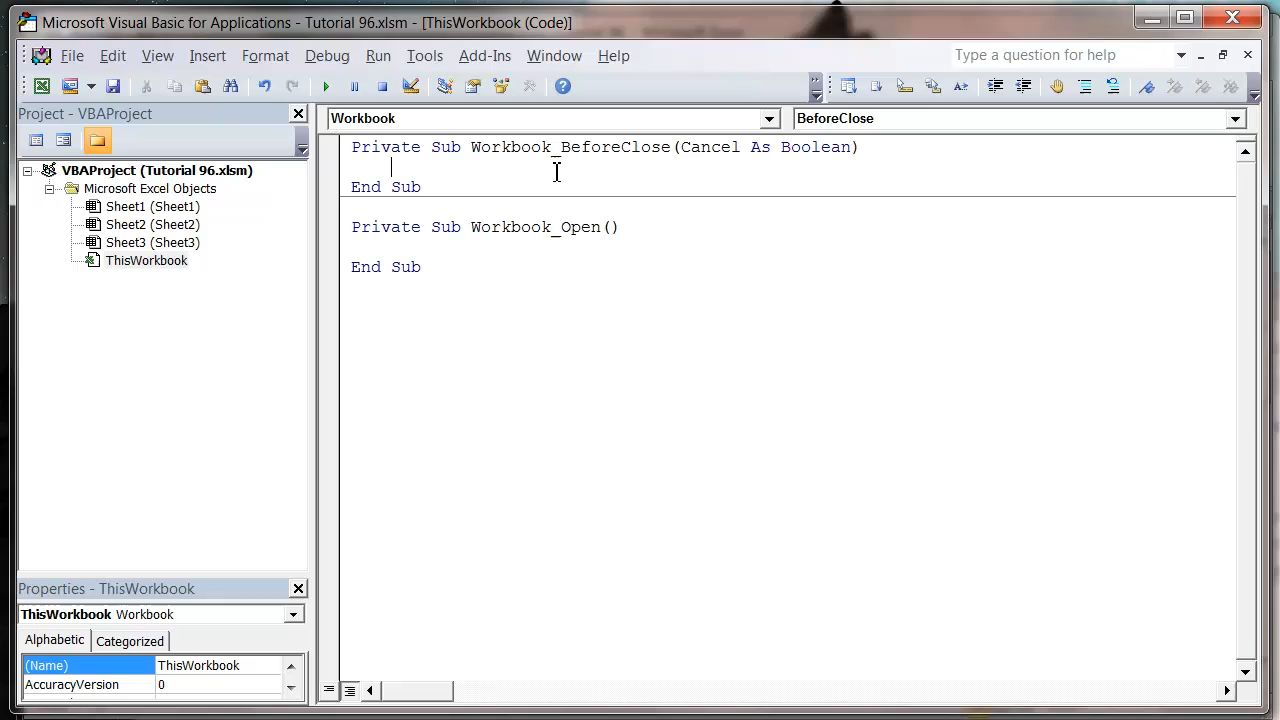 Microsoft Visual Basic for Applications - Tutorial 96.xlsm - [ThisWorkbook (Code)]
File Edit View Insert Format Debug Run Tools Add-Ins Window Help Type a question for help
Project - VBAProject
Workbook BeforeClose
Private Sub Workbook_BeforeClose(Cancel As Boolean)
End Sub
Private Sub Workbook_Open()
End Sub
VBAProject (Tutorial 96.xlsm)
Microsoft Excel Objects
Sheet1 (Sheet1)
Sheet2 (Sheet2)
Sheet3 (Sheet3)
ThisWorkbook
Properties - ThisWorkbook
ThisWorkbook Workbook
Alphabetic Categorized
(Name) ThisWorkbook
AccuracyVersion 0